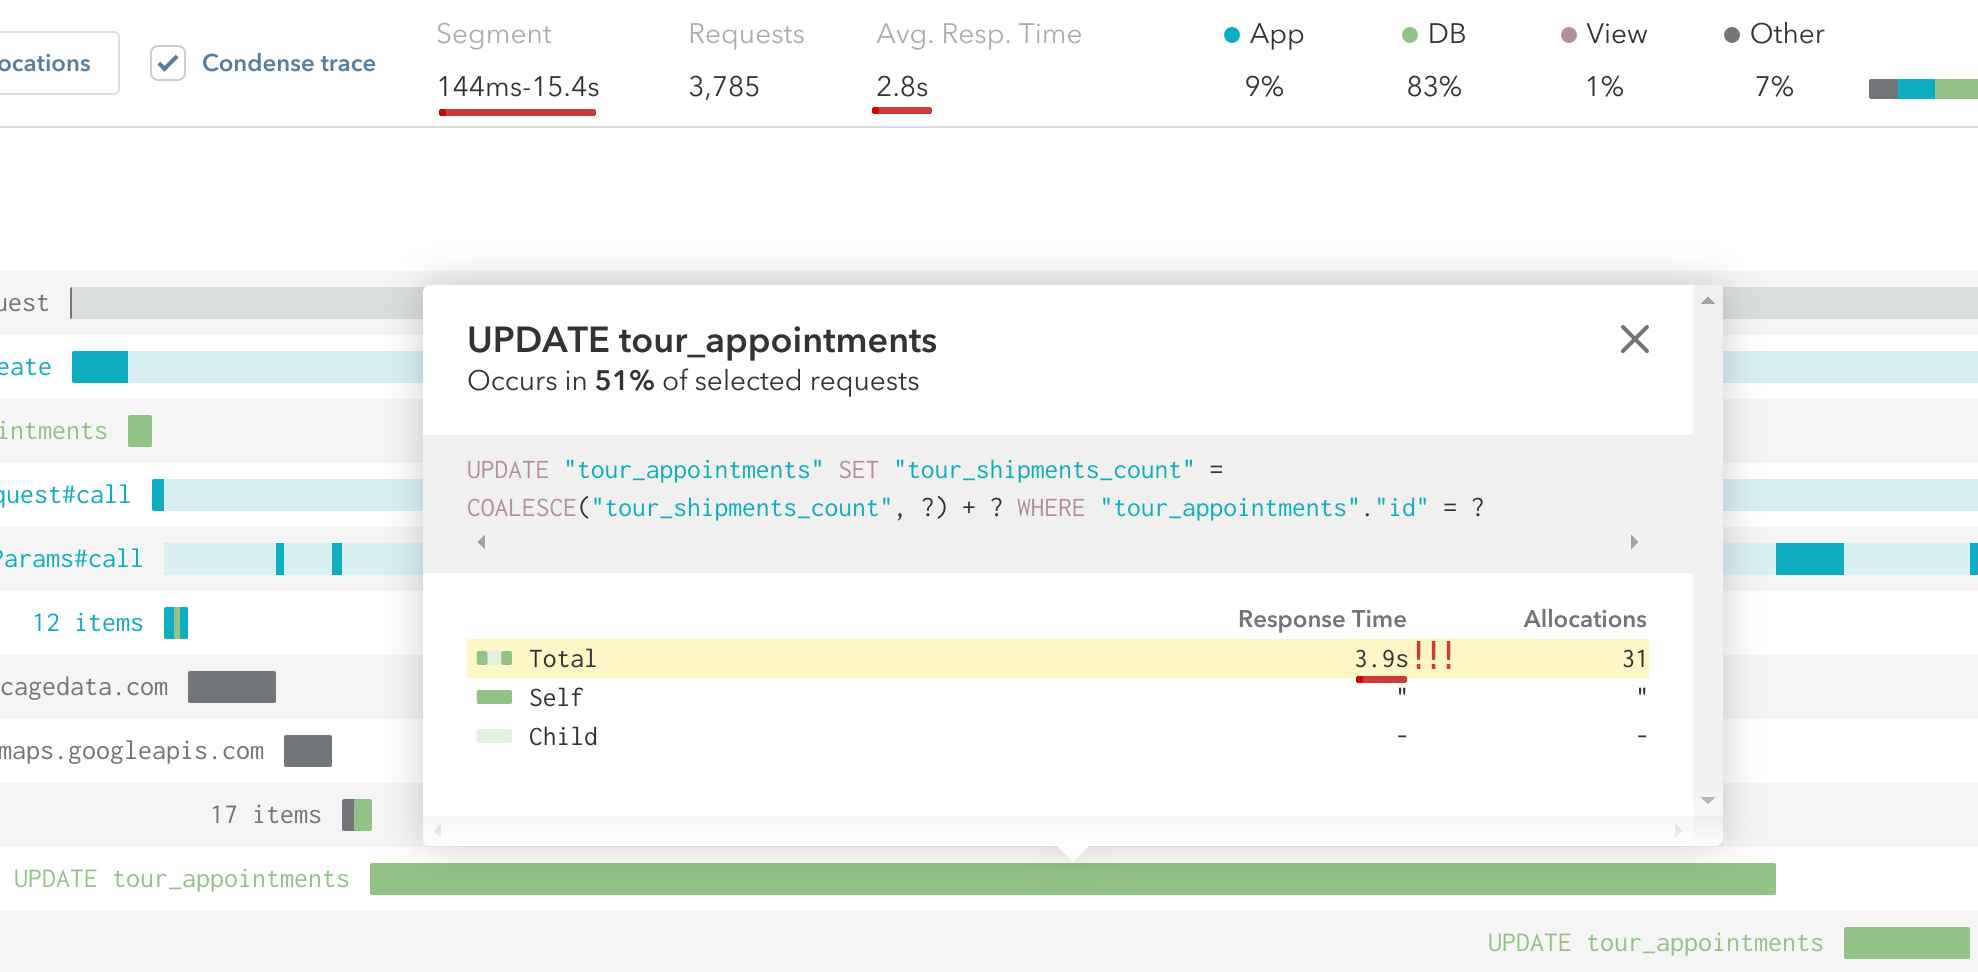 Segment Requests Avg. Resp. Time App DB View Other
ocations Condense trace
144ms-15.4s 3,785 2.8s 9% 83% 1% 7%
uest
eate
intments
quest#call
Params#call
12 items
cagedata.com
maps.googleapis.com
17 items
UPDATE tour_appointments
Occurs in 51% of selected requests
UPDATE "tour_appointments" SET "tour_shipments_count" =
COALESCE("tour_shipments_count", ?) + ? WHERE "tour_appointments"."id" = ?
Response Time Allocations
Total 3.9s!!! 31
Self " "
Child - -
UPDATE tour_appointments
UPDATE tour_appointments